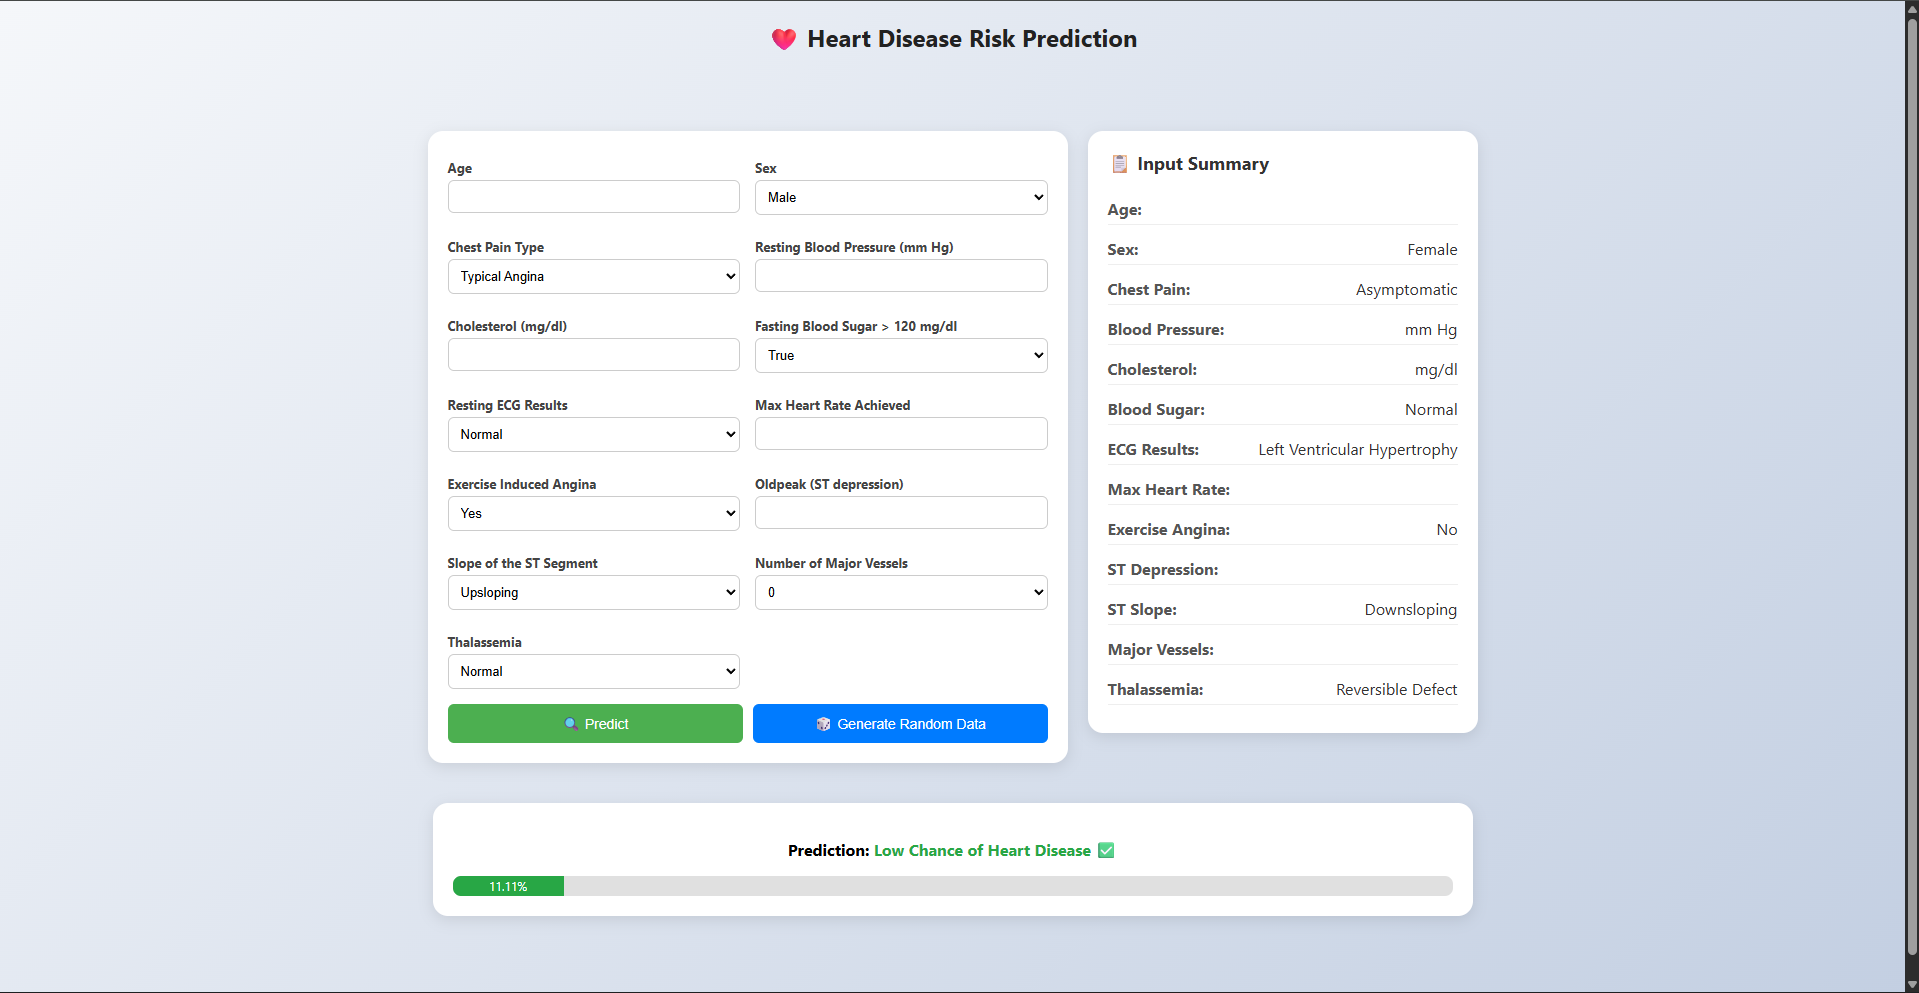 Heart Disease Risk Prediction
Age
Sex
Male
Chest Pain Type
Typical Angina
Resting Blood Pressure (mm Hg)
Cholesterol (mg/dl)
Fasting Blood Sugar > 120 mg/dl
True
Resting ECG Results
Normal
Max Heart Rate Achieved
Exercise Induced Angina
Yes
Oldpeak (ST depression)
Slope of the ST Segment
Upsloping
Number of Major Vessels
0
Thalassemia
Normal
Predict
Generate Random Data
Input Summary
Age:
Sex: Female
Chest Pain: Asymptomatic
Blood Pressure: mm Hg
Cholesterol: mg/dl
Blood Sugar: Normal
ECG Results: Left Ventricular Hypertrophy
Max Heart Rate:
Exercise Angina: No
ST Depression:
ST Slope: Downsloping
Major Vessels:
Thalassemia: Reversible Defect
Prediction: Low Chance of Heart Disease
11.11%